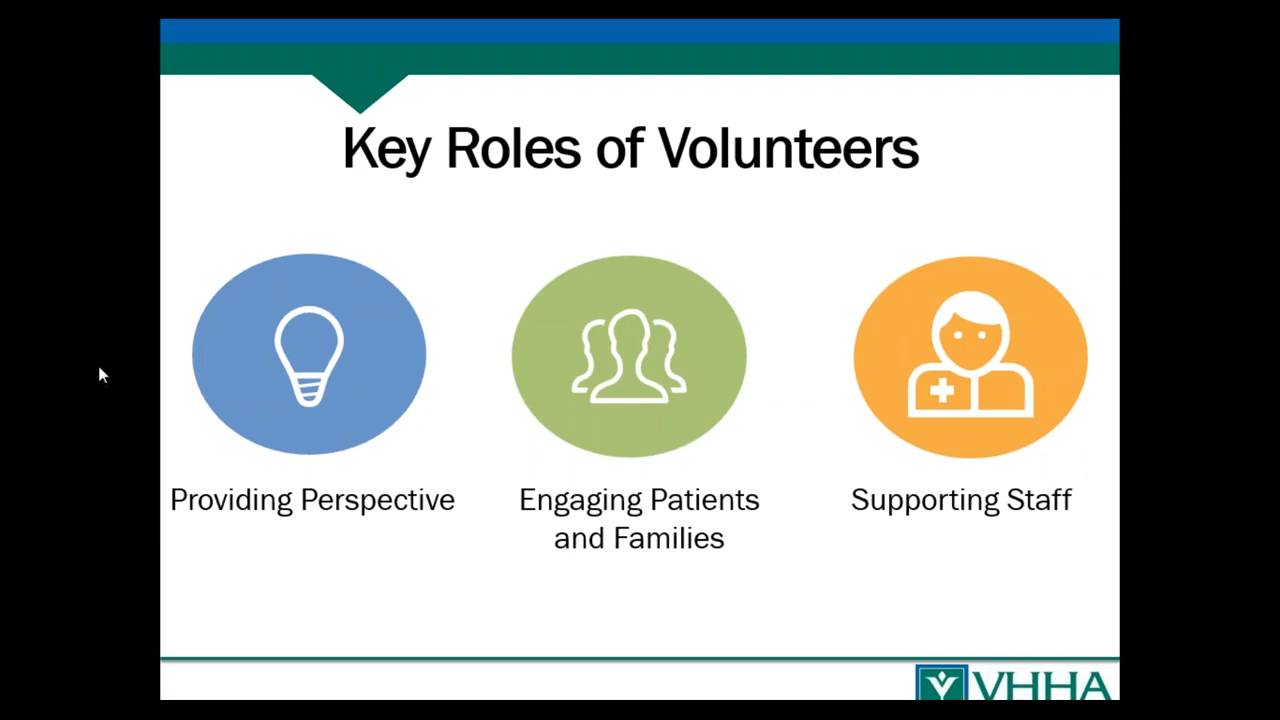 Key Roles of Volunteers
Providing Perspective
Engaging Patients
and Families
Supporting Staff
VHHA